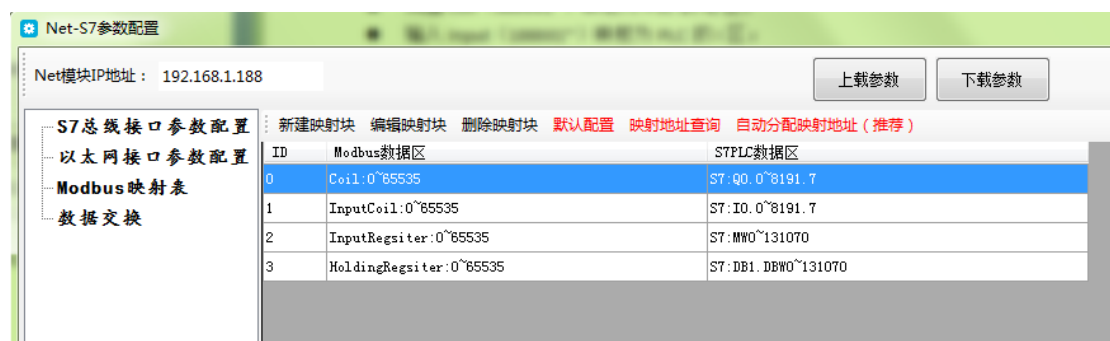 Net-S7参数配置
Net模块IP地址： 192.168.1.188 上载参数 下载参数
S7总线接口参数配置
以太网接口参数配置
Modbus映射表
数据交换
新建映射块 编辑映射块 删除映射块 默认配置 映射地址查询 自动分配映射地址（推荐）
ID Modbus数据区 S7PLC数据区
0 Coil:0~65535 S7:Q0.0~8191.7
1 InputCoil:0~65535 S7:I0.0~8191.7
2 InputRegsiter:0~65535 S7:MW0~131070
3 HoldingRegsiter:0~65535 S7:DB1.DBW0~131070